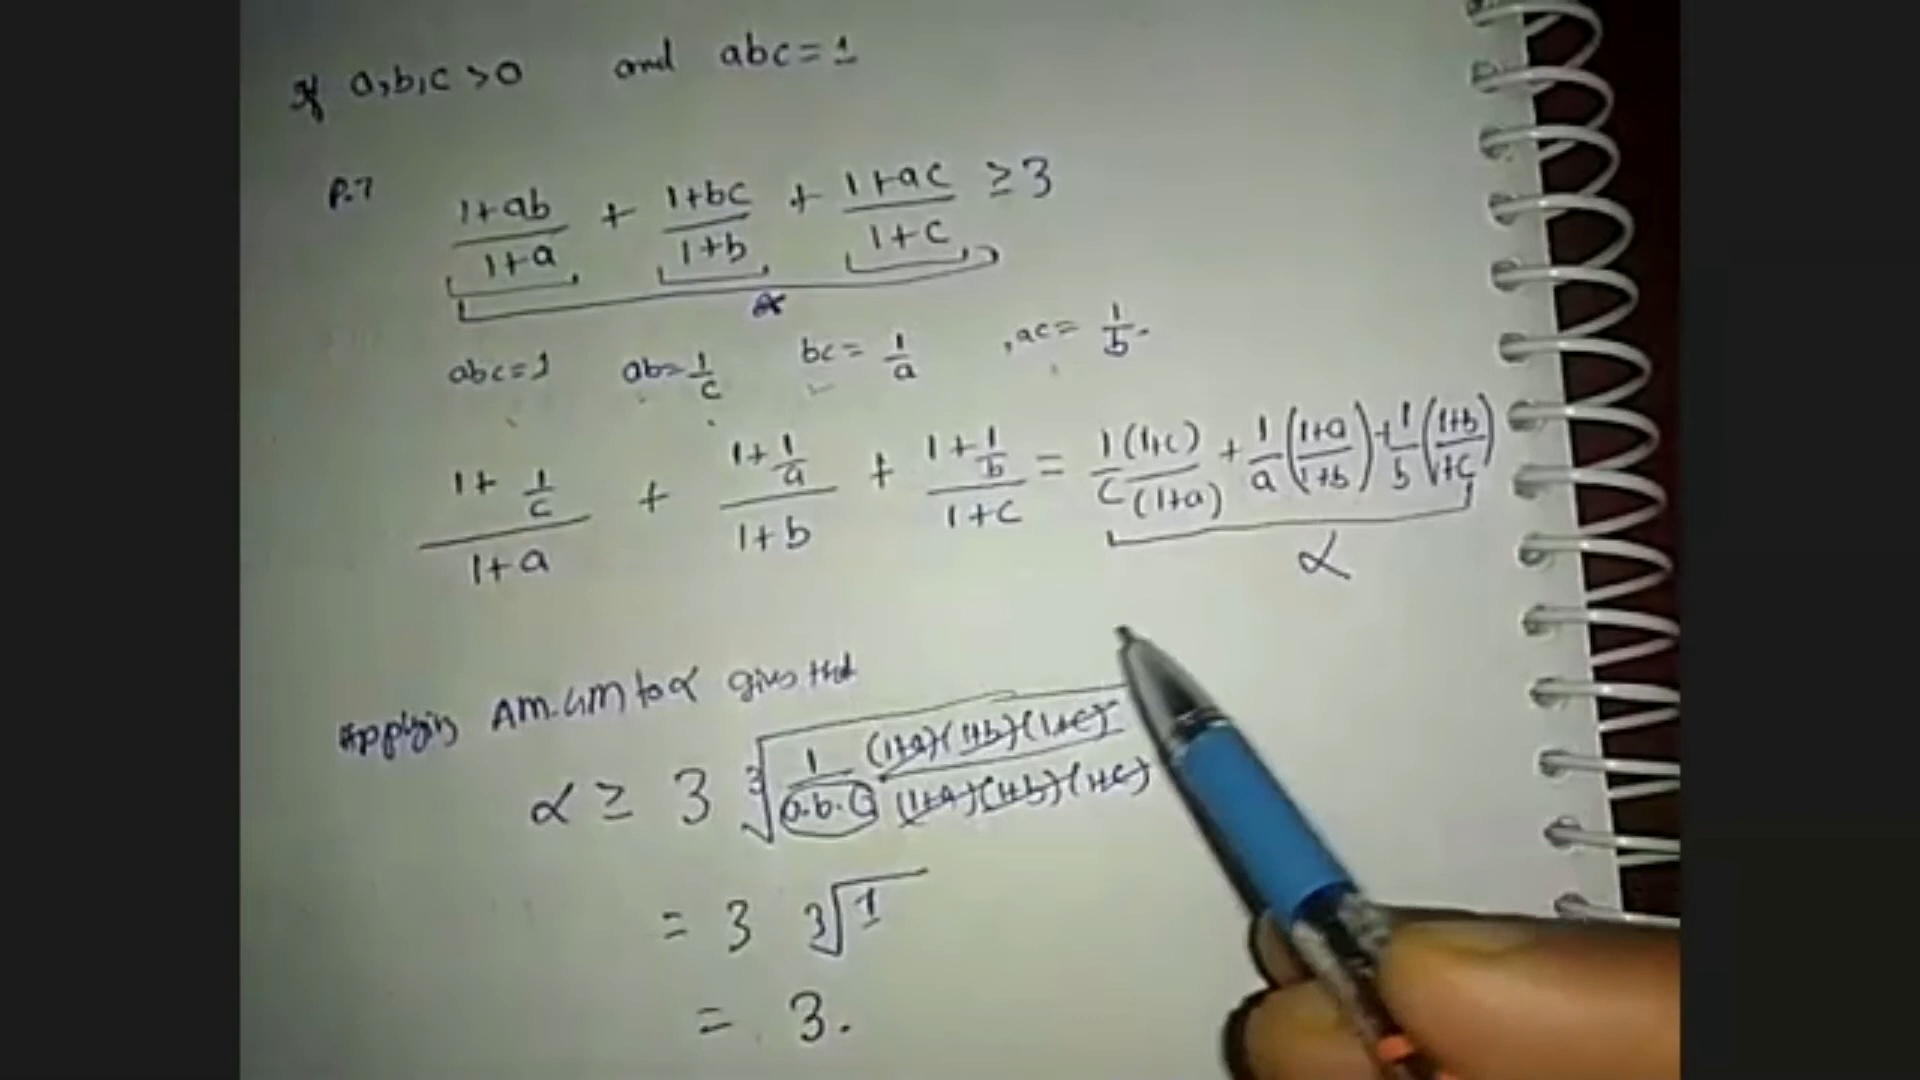 If a,b,c >0 and abc=1
P.T (1+ab)/(1+a) + (1+bc)/(1+b) + (1+ac)/(1+c) ≥3
α
abc=1 ab=1/c bc=1/a , ac=1/b.
(1+1/c)/(1+a) + (1+1/a)/(1+b) + (1+1/b)/(1+c) = 1/c (1+c)/(1+a) + 1/a ((1+a)/(1+b)) + 1/b ((1+b)/(1+c))
α
Applying AM.GM to α gives that
α ≥ 3 ∛(1/(a.b.c) (1+a)(1+b)(1+c)/(1+a)(1+b)(1+c))
= 3 ∛1
= 3.